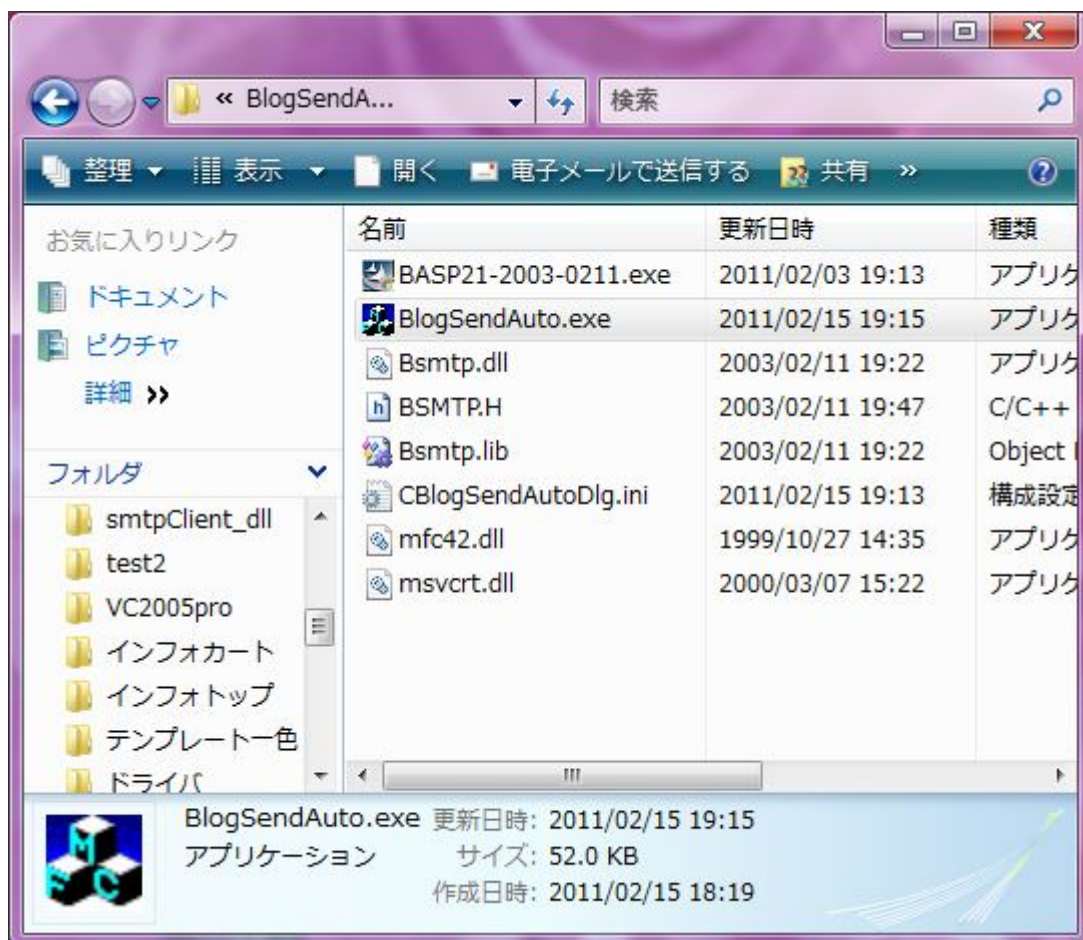 « BlogSendA...
検索
整理 表示 開く 電子メールで送信する 共有 »
お気に入りリンク
ドキュメント
ピクチャ
詳細 »
フォルダ
smtpClient_dll
test2
VC2005pro
インフォカート
インフォトップ
テンプレート一色
ドライバ
名前 更新日時 種類
BASP21-2003-0211.exe 2011/02/03 19:13 アプリケ
BlogSendAuto.exe 2011/02/15 19:15 アプリケ
Bsmtp.dll 2003/02/11 19:22 アプリケ
BSMTP.H 2003/02/11 19:47 C/C++
Bsmtp.lib 2003/02/11 19:22 Object
CBlogSendAutoDlg.ini 2011/02/15 19:13 構成設定
mfc42.dll 1999/10/27 14:35 アプリケ
msvcrt.dll 2000/03/07 15:22 アプリケ
MFC
BlogSendAuto.exe 更新日時: 2011/02/15 19:15
アプリケーション サイズ: 52.0 KB
作成日時: 2011/02/15 18:19